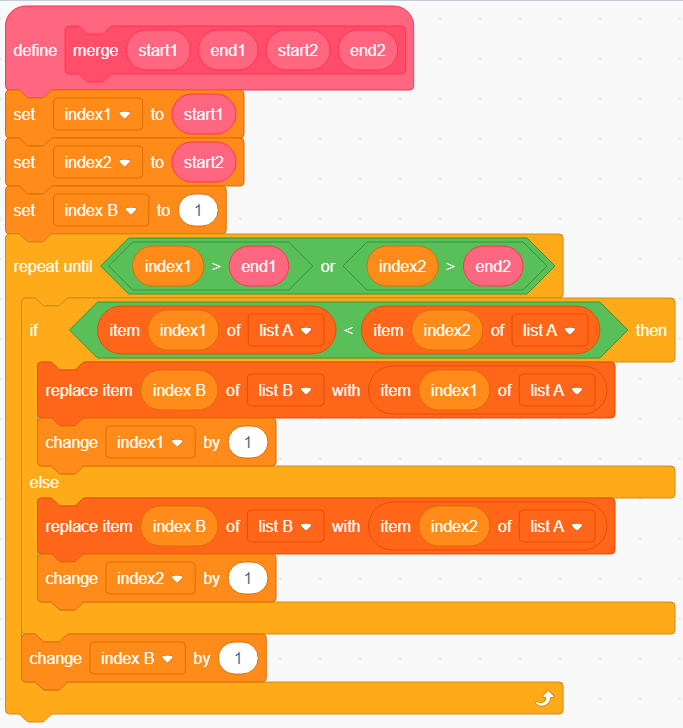 define merge start1 end1 start2 end2
set index1 to start1
set index2 to start2
set index B to 1
repeat until index1 > end1 or index2 > end2
if item index1 of list A < item index2 of list A then
replace item index B of list B with item index1 of list A
change index1 by 1
else
replace item index B of list B with item index2 of list A
change index2 by 1
change index B by 1